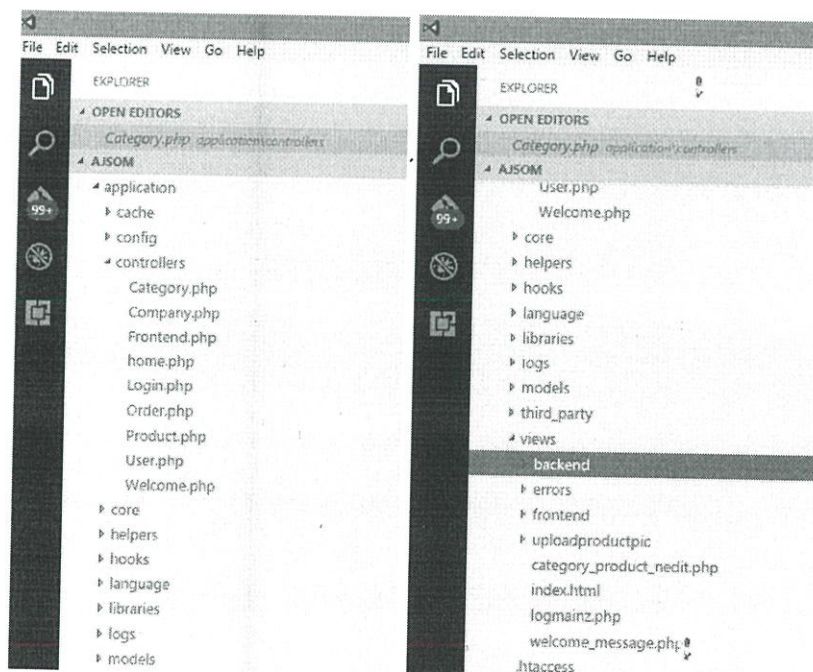 File Edit Selection View Go Help
EXPLORER
OPEN EDITORS
Category.php application\controllers
AJSOM
application
cache
config
controllers
Category.php
Company.php
Frontend.php
home.php
Login.php
Order.php
Product.php
User.php
Welcome.php
core
helpers
hooks
language
libraries
logs
models
99+
File Edit Selection View Go Help
EXPLORER
OPEN EDITORS
Category.php application\controllers
AJSOM
User.php
Welcome.php
core
helpers
hooks
language
libraries
logs
models
third_party
views
backend
errors
frontend
uploadproductpic
category_product_nedit.php
index.html
logmainz.php
welcome_message.php
.htaccess
99+